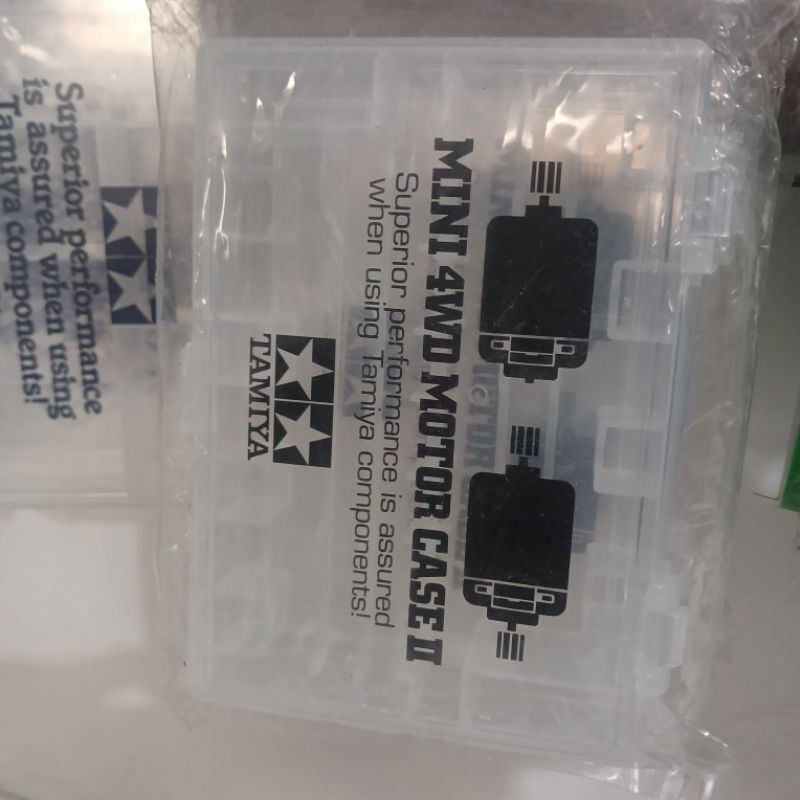 MINI 4WD MOTOR CASE II
Superior performance is assured
when using Tamiya components!
TAMIYA
Superior performance
is assured when using
Tamiya components!